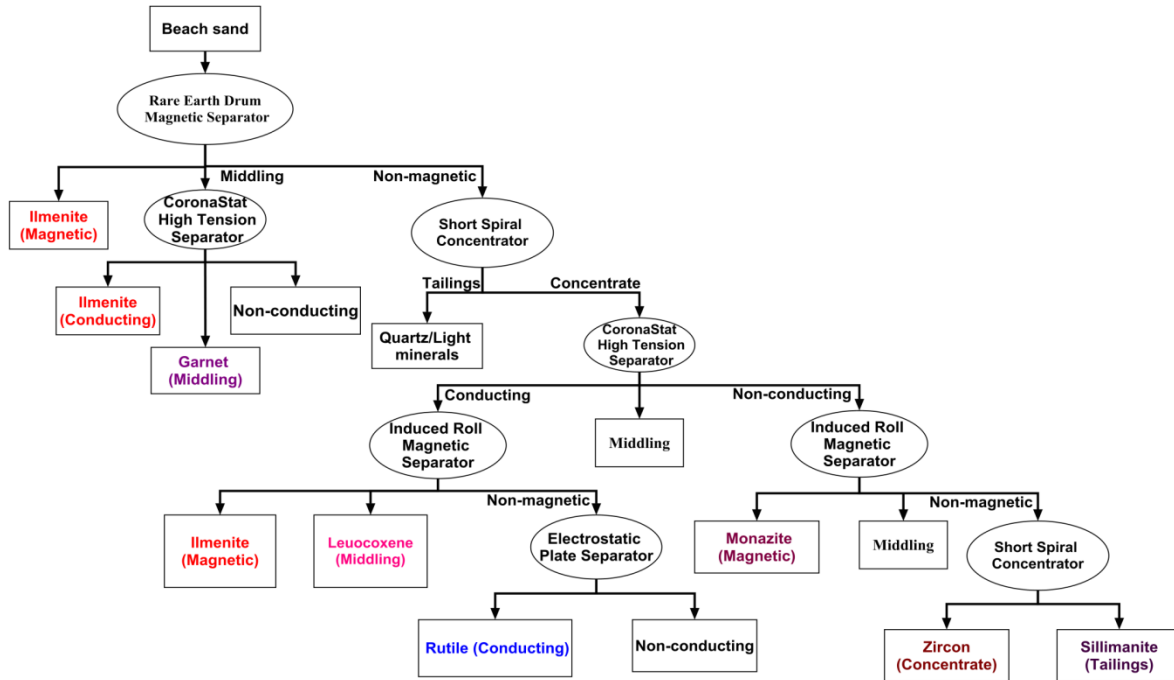 Beach sand
Rare Earth Drum
Magnetic Separator
Middling
Non-magnetic
Ilmenite
(Magnetic)
CoronaStat
High Tension
Separator
Short Spiral
Concentrator
Tailings
Concentrate
Ilmenite
(Conducting)
Non-conducting
Garnet
(Middling)
Quartz/Light
minerals
CoronaStat
High Tension
Separator
Conducting
Non-conducting
Induced Roll
Magnetic
Separator
Middling
Induced Roll
Magnetic
Separator
Non-magnetic
Non-magnetic
Ilmenite
(Magnetic)
Leuocoxene
(Middling)
Electrostatic
Plate Separator
Monazite
(Magnetic)
Middling
Short Spiral
Concentrator
Rutile (Conducting)
Non-conducting
Zircon
(Concentrate)
Sillimanite
(Tailings)